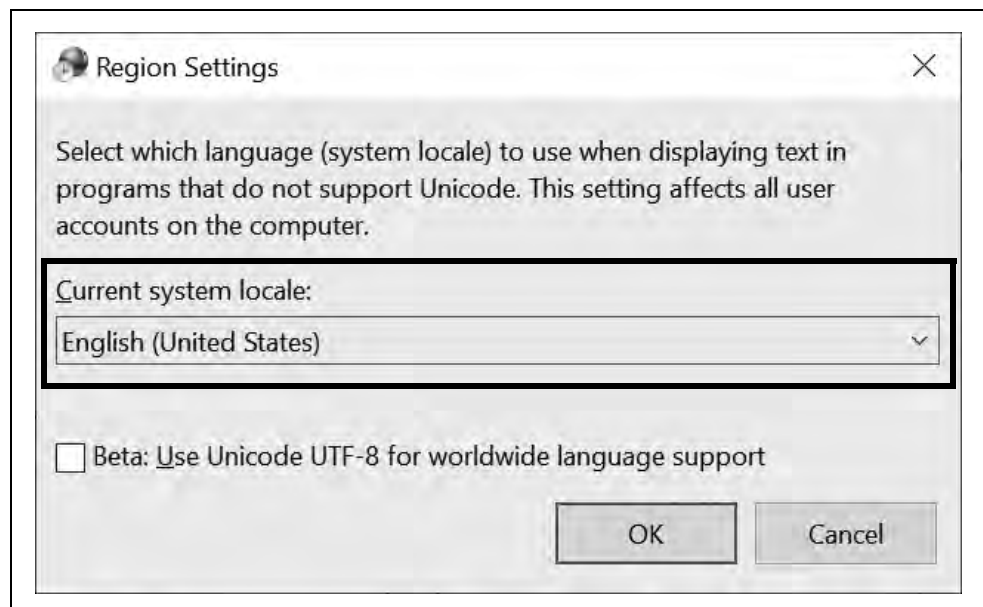 Region Settings
Select which language (system locale) to use when displaying text in
programs that do not support Unicode. This setting affects all user
accounts on the computer.
Current system locale:
English (United States)
Beta: Use Unicode UTF-8 for worldwide language support
OK
Cancel